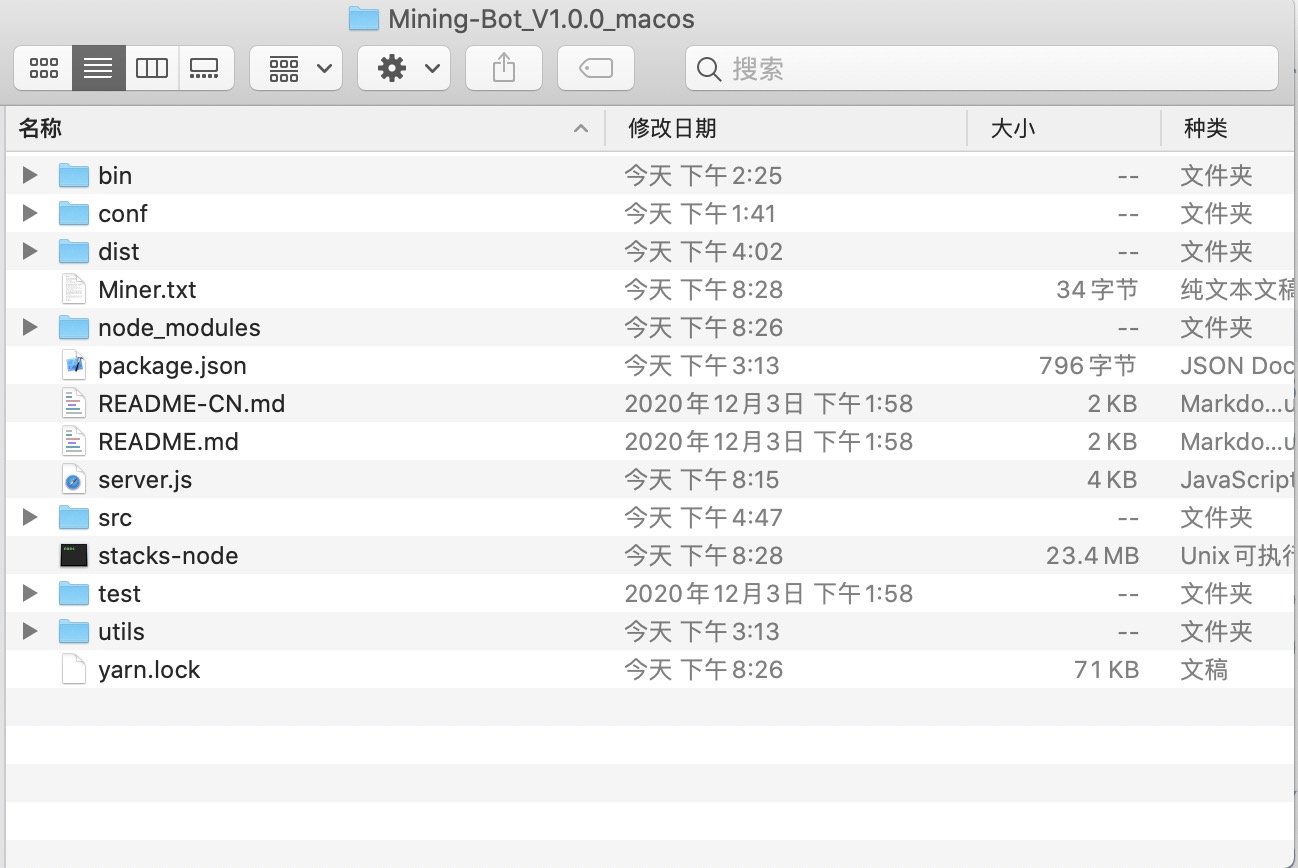 Mining-Bot_V1.0.0_macos
搜索
名称 修改日期 大小 种类
bin 今天 下午2:25 -- 文件夹
conf 今天 下午1:41 -- 文件夹
dist 今天 下午4:02 -- 文件夹
Miner.txt 今天 下午8:28 34字节 纯文本文稿
node_modules 今天 下午8:26 -- 文件夹
package.json 今天 下午3:13 796字节 JSON Doc
README-CN.md 2020年12月3日 下午1:58 2 KB Markdo...u
README.md 2020年12月3日 下午1:58 2 KB Markdo...u
server.js 今天 下午8:15 4 KB JavaScript
src 今天 下午4:47 -- 文件夹
stacks-node 今天 下午8:28 23.4 MB Unix可执行
test 2020年12月3日 下午1:58 -- 文件夹
utils 今天 下午3:13 -- 文件夹
yarn.lock 今天 下午8:26 71 KB 文稿